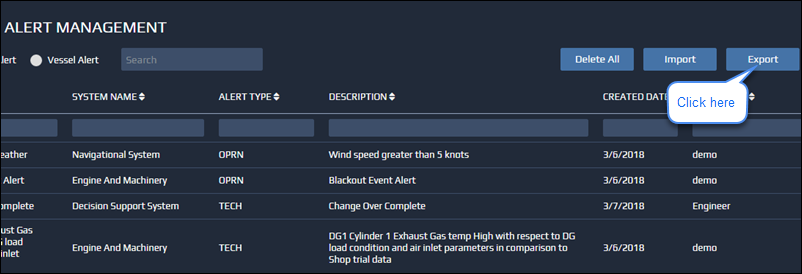 ALERT MANAGEMENT
Vessel Alert Search Delete All Import Export
Click here
SYSTEM NAME ALERT TYPE DESCRIPTION CREATED DATE
Navigational System OPRN Wind speed greater than 5 knots 3/6/2018 demo
Alert Engine And Machinery OPRN Blackout Event Alert 3/6/2018 demo
Decision Support System TECH Change Over Complete 3/7/2018 Engineer
Gas
load
inlet
Engine And Machinery TECH
DG1 Cylinder 1 Exhaust Gas temp High with respect to DG
load condition and air inlet parameters in comparison to
Shop trial data
3/6/2018 demo